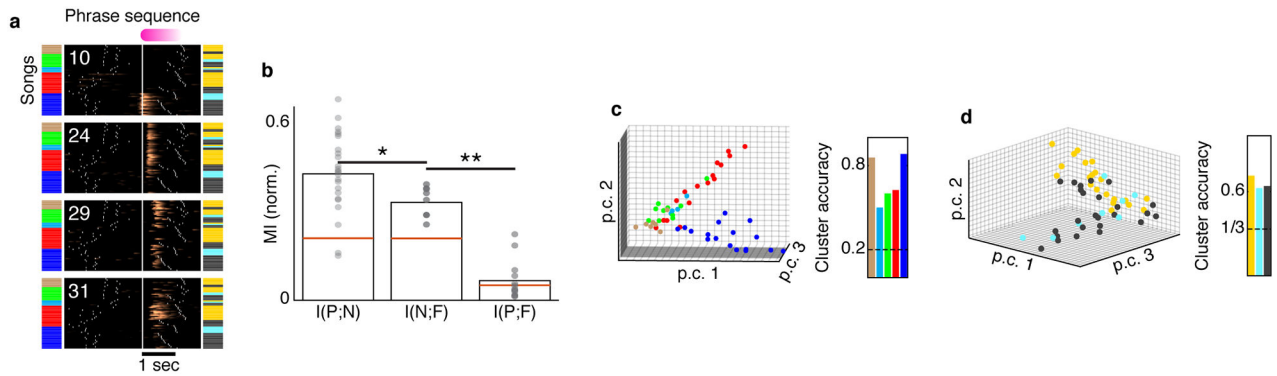 a
Phrase sequence
Songs
10
24
29
31
1 sec
b
MI (norm.)
0.6
0
*
**
I(P;N)
I(N;F)
I(P;F)
c
p.c. 2
p.c. 1
p.c. 3
Cluster accuracy
0.8
0.2
d
p.c. 2
p.c. 1
p.c. 3
Cluster accuracy
0.6
1/3